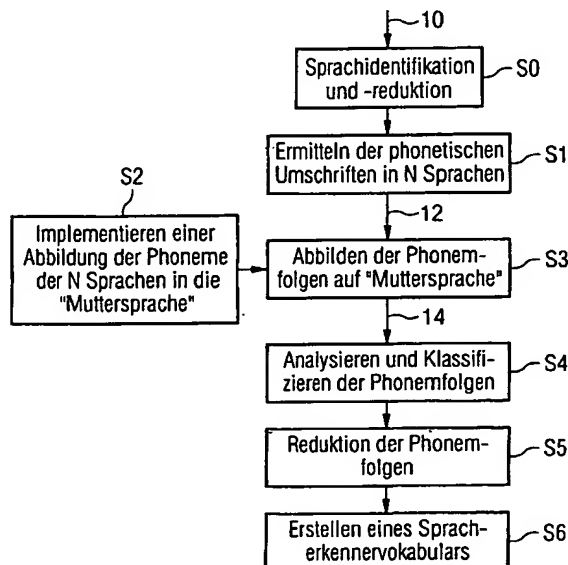 10
Sprachidentifikation
und -reduktion
S0
Ermitteln der phonetischen
Umschriften in N Sprachen
S1
12
S2
Implementieren einer
Abbildung der Phoneme
der N Sprachen in die
"Muttersprache"
Abbilden der Phonem-
folgen auf "Muttersprache"
S3
14
Analysieren und Klassifi-
zieren der Phonemfolgen
S4
Reduktion der Phonem-
folgen
S5
Erstellen eines Sprach-
erkennervokabulars
S6